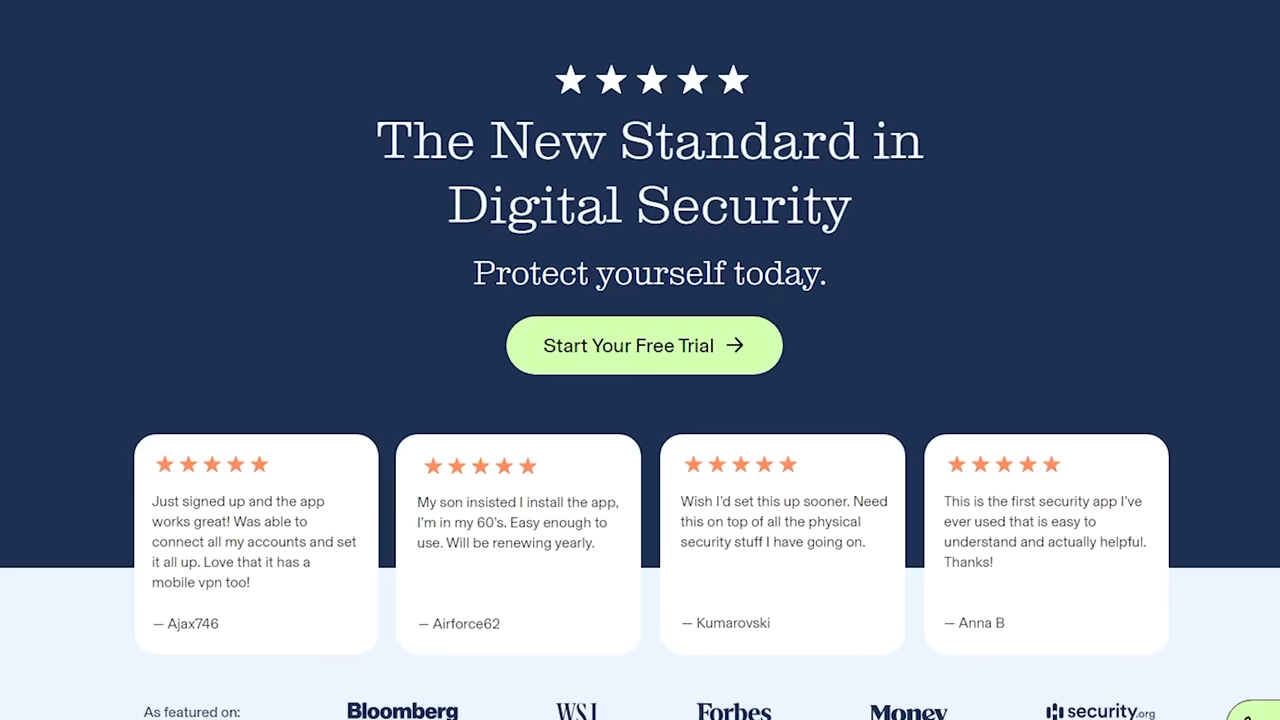 The New Standard in
Digital Security
Protect yourself today.
Start Your Free Trial
Just signed up and the app
works great! Was able to
connect all my accounts and set
it all up. Love that it has a
mobile vpn too!
— Ajax746
My son insisted I install the app,
I'm in my 60's. Easy enough to
use. Will be renewing yearly.
— Airforce62
Wish I'd set this up sooner. Need
this on top of all the physical
security stuff I have going on.
— Kumarovski
This is the first security app I've
ever used that is easy to
understand and actually helpful.
Thanks!
— Anna B
As featured on:
Bloomberg
WSJ
Forbes
Money
security.org